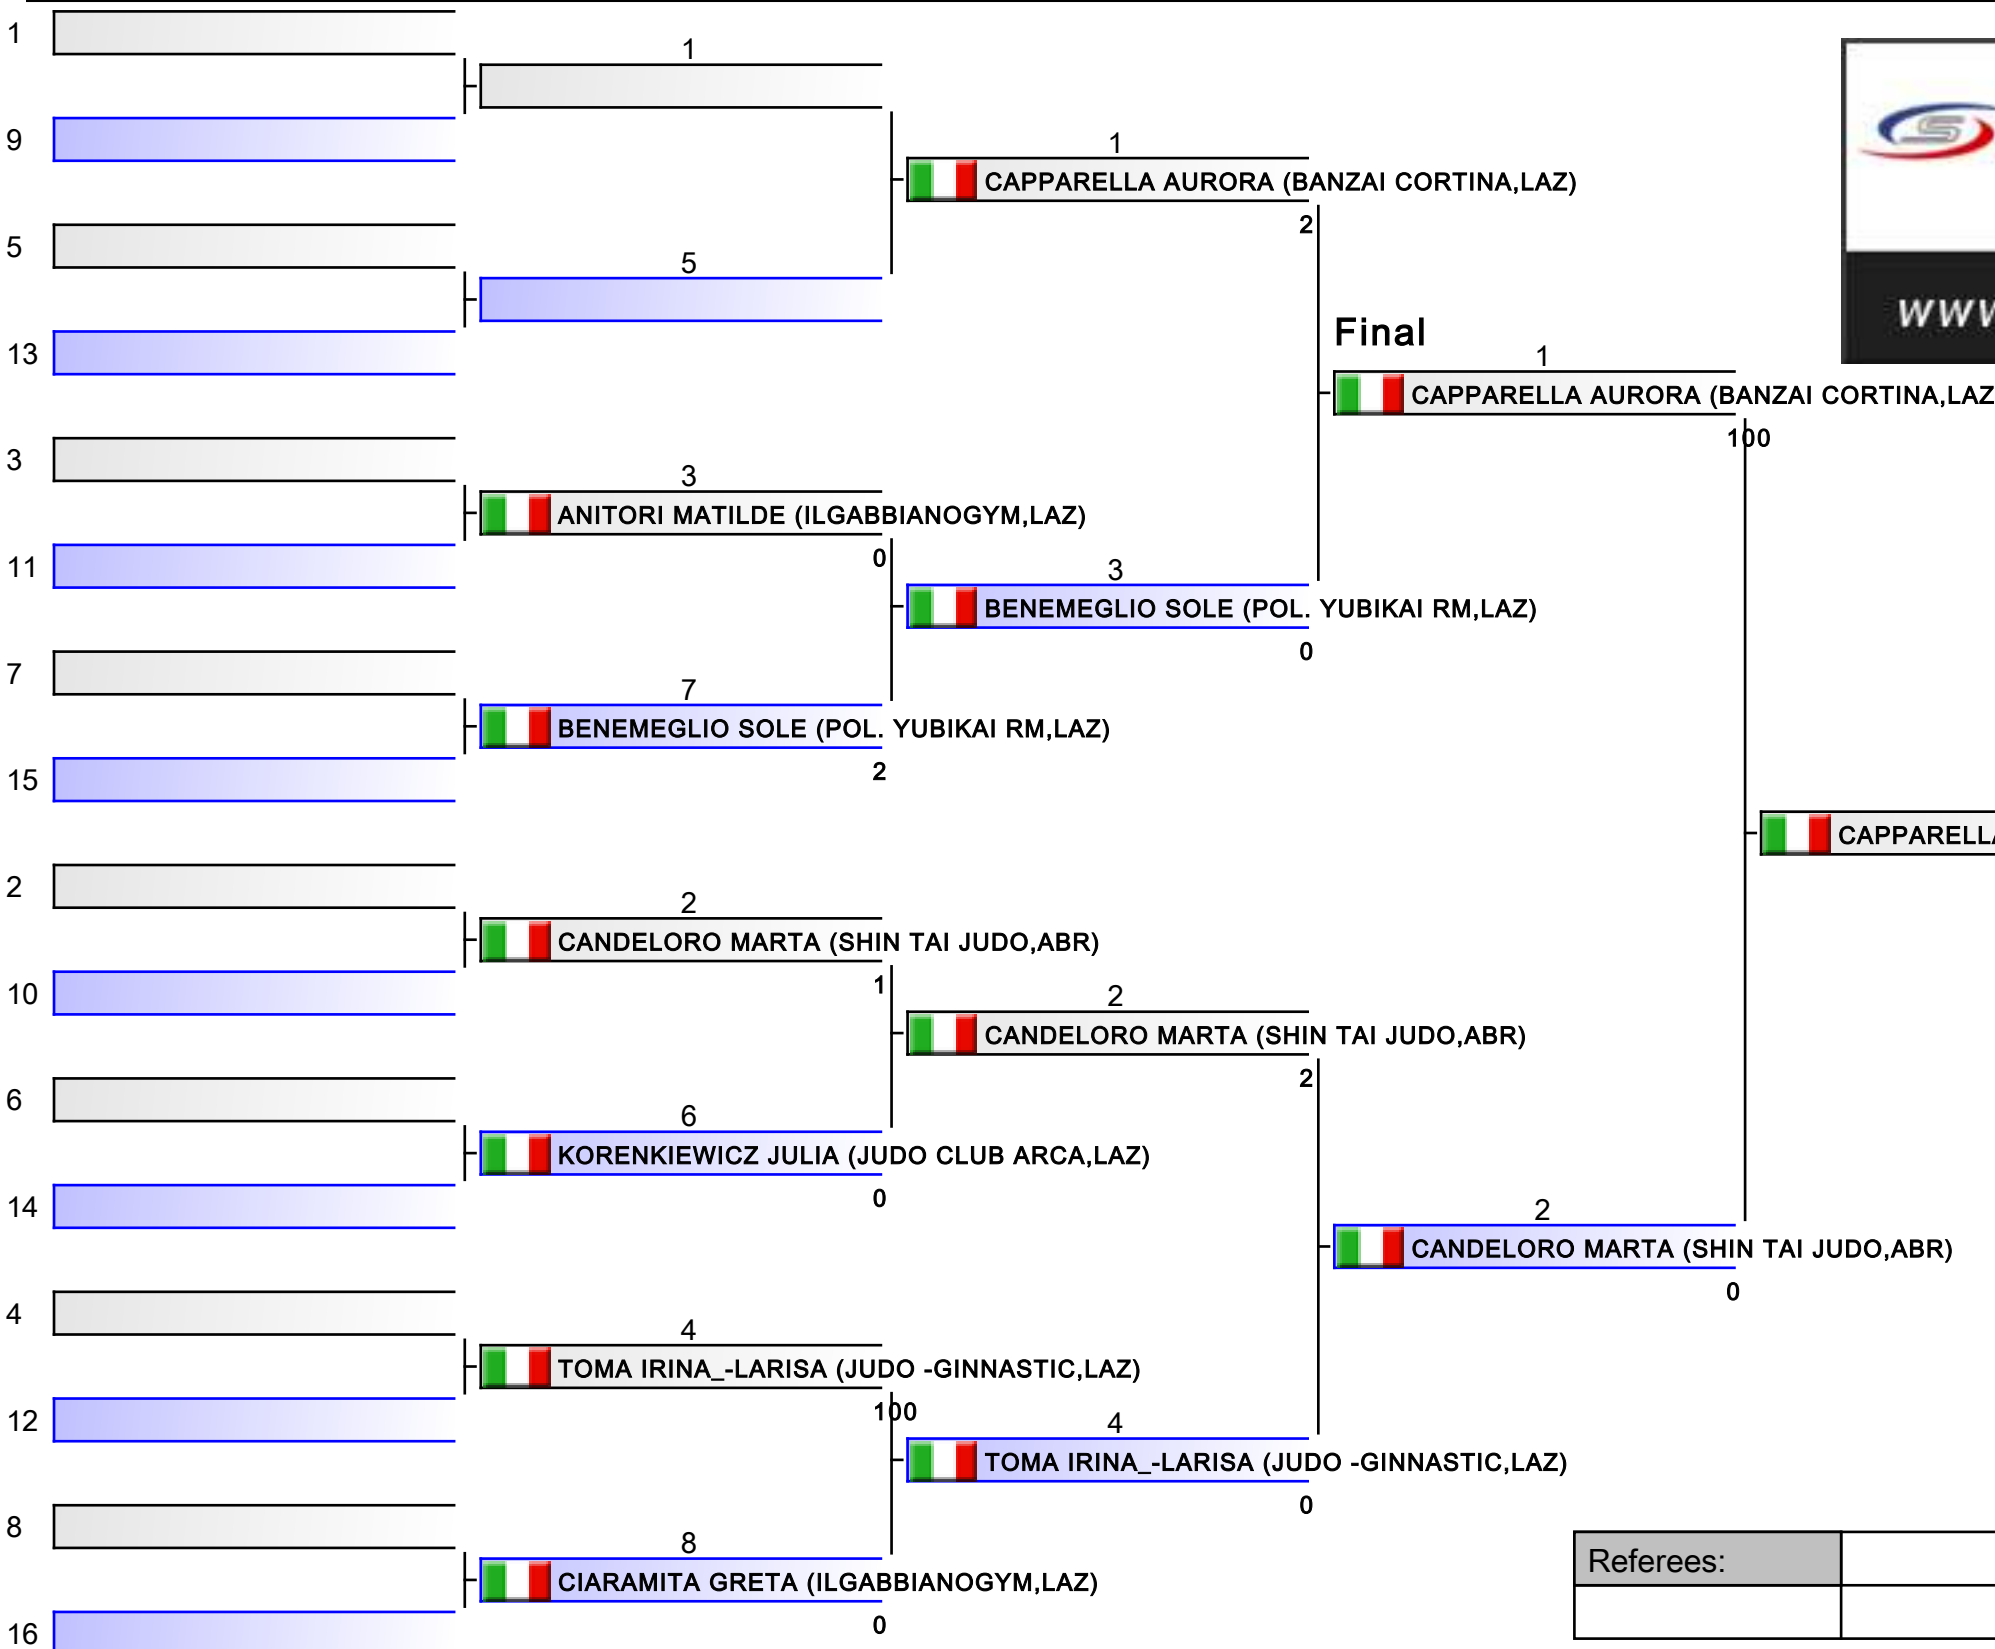 1
1
9
1
CAPPARELLA AURORA (BANZAI CORTINA,LAZ)
2
5
5
13
Final
1
CAPPARELLA AURORA (BANZAI CORTINA,LAZ
100
3
3
ANITORI MATILDE (ILGABBIANOGYM,LAZ)
0
11
3
BENEMEGLIO SOLE (POL. YUBIKAI RM,LAZ)
0
7
7
BENEMEGLIO SOLE (POL. YUBIKAI RM,LAZ)
2
15
CAPPARELLA
2
2
CANDELORO MARTA (SHIN TAI JUDO,ABR)
1
10
2
CANDELORO MARTA (SHIN TAI JUDO,ABR)
2
6
6
KORENKIEWICZ JULIA (JUDO CLUB ARCA,LAZ)
0
14
2
CANDELORO MARTA (SHIN TAI JUDO,ABR)
0
4
4
TOMA IRINA_-LARISA (JUDO -GINNASTIC,LAZ)
100
12
4
TOMA IRINA_-LARISA (JUDO -GINNASTIC,LAZ)
0
8
8
CIARAMITA GRETA (ILGABBIANOGYM,LAZ)
0
16
Referees:
S
www